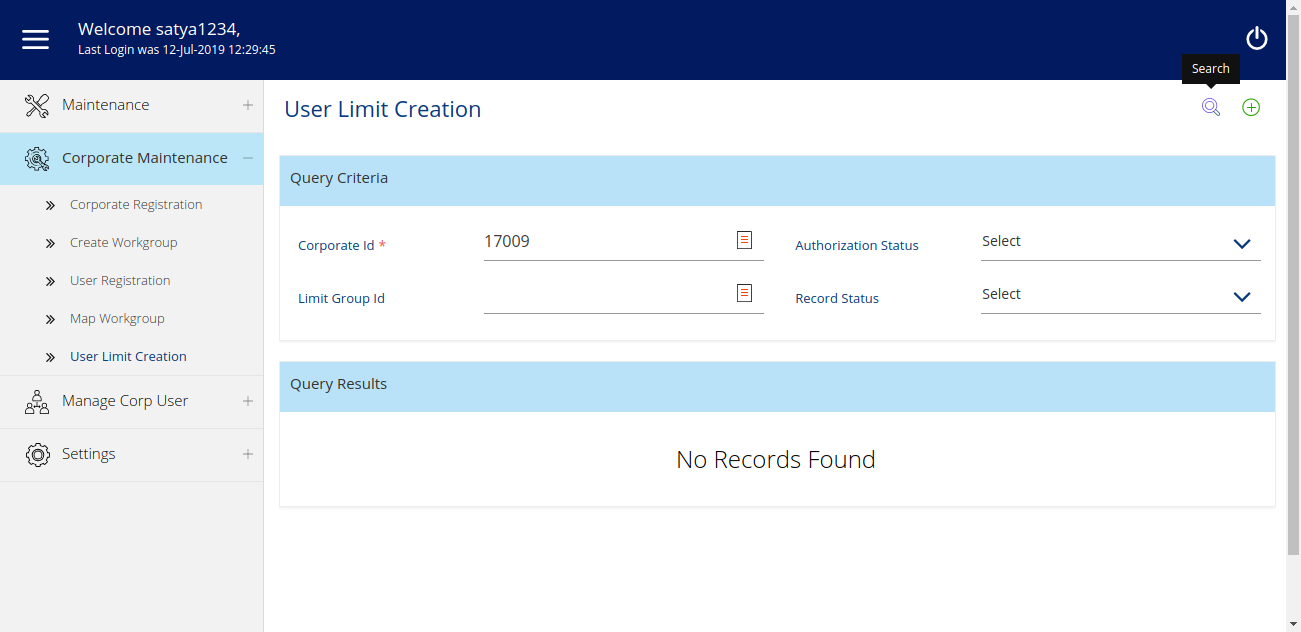 Welcome satya1234,
Last Login was 12-Jul-2019 12:29:45
Search
Maintenance
Corporate Maintenance
Corporate Registration
Create Workgroup
User Registration
Map Workgroup
User Limit Creation
Manage Corp User
Settings
User Limit Creation
Query Criteria
Corporate Id * 17009 Authorization Status Select
Limit Group Id Record Status Select
Query Results
No Records Found